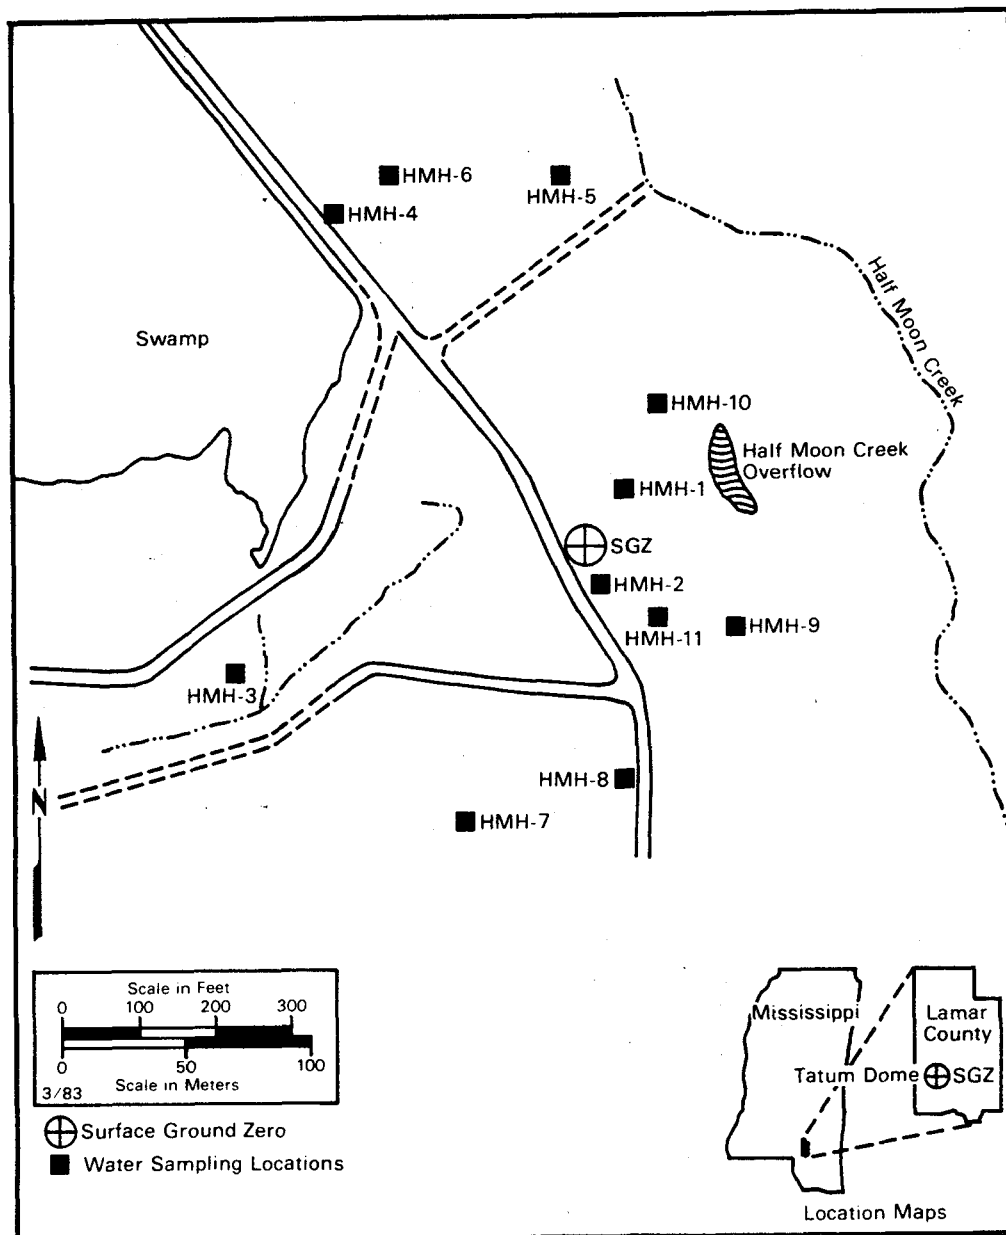 HMH-6
HMH-5
HMH-4
Half Moon Creek
Swamp
HMH-10
Half Moon Creek
Overflow
HMH-1
SGZ
HMH-2
HMH-11
HMH-9
HMH-3
HMH-8
HMH-7
N
Scale in Feet
0 100 200 300
0 50 100
Scale in Meters
3/83
Surface Ground Zero
Water Sampling Locations
Mississippi
Lamar
County
Tatum Dome
SGZ
Location Maps